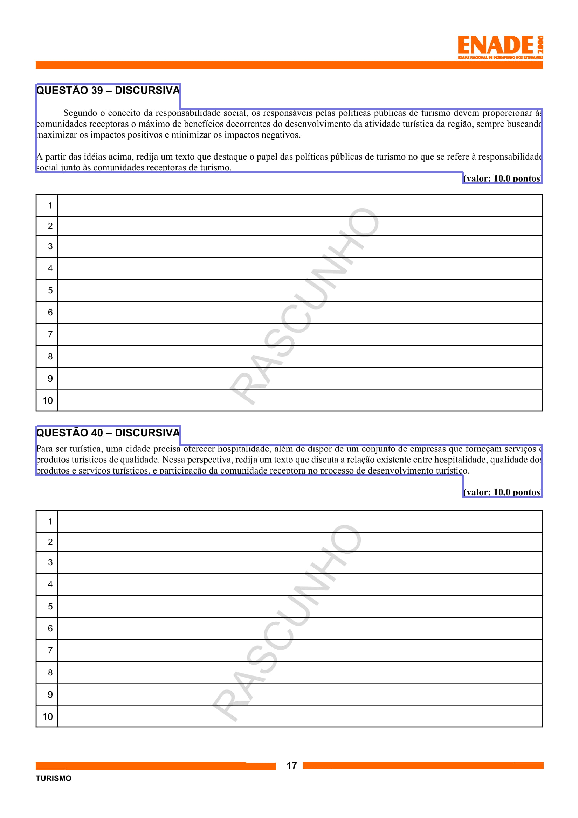 ENADE 2006
EXAME NACIONAL DE DESEMPENHO DOS ESTUDANTES
QUESTÃO 39 – DISCURSIVA
Segundo o conceito da responsabilidade social, os responsáveis pelas políticas públicas de turismo devem proporcionar às
comunidades receptoras o máximo de benefícios decorrentes do desenvolvimento da atividade turística da região, sempre buscando
maximizar os impactos positivos e minimizar os impactos negativos.
A partir das idéias acima, redija um texto que destaque o papel das políticas públicas de turismo no que se refere à responsabilidade
social junto às comunidades receptoras de turismo.
(valor: 10,0 pontos)
1
2
3
4
5
6
7
8
9
10
RASCUNHO
QUESTÃO 40 – DISCURSIVA
Para ser turística, uma cidade precisa oferecer hospitalidade, além de dispor de um conjunto de empresas que forneçam serviços e
produtos turísticos de qualidade. Nessa perspectiva, redija um texto que discuta a relação existente entre hospitalidade, qualidade dos
produtos e serviços turísticos, e participação da comunidade receptora no processo de desenvolvimento turístico.
(valor: 10,0 pontos)
1
2
3
4
5
6
7
8
9
10
RASCUNHO
17
TURISMO